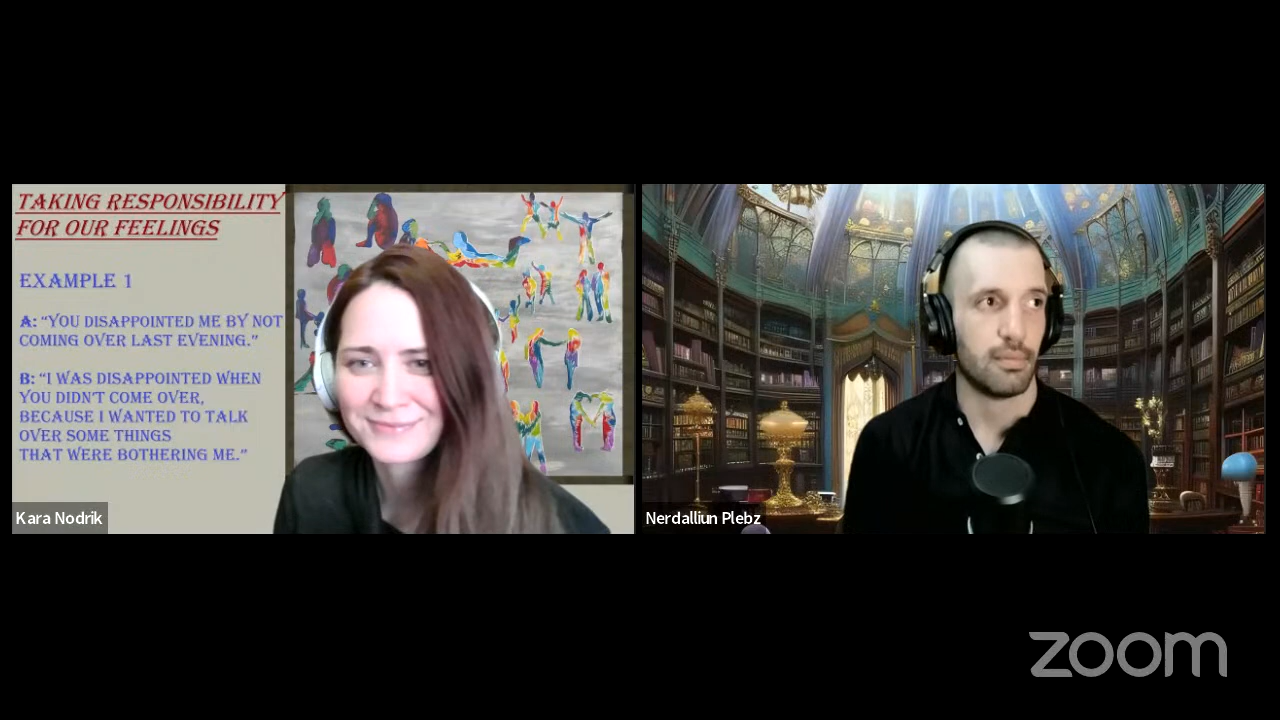 TAKING RESPONSIBILITY
FOR OUR FEELINGS
EXAMPLE 1
A: “YOU DISAPPOINTED ME BY NOT
COMING OVER LAST EVENING.”
B: “I WAS DISAPPOINTED WHEN
YOU DIDN'T COME OVER,
BECAUSE I WANTED TO TALK
OVER SOME THINGS
THAT WERE BOTHERING ME.”
Kara Nodrik
Nerdalliun Plebz
zoom